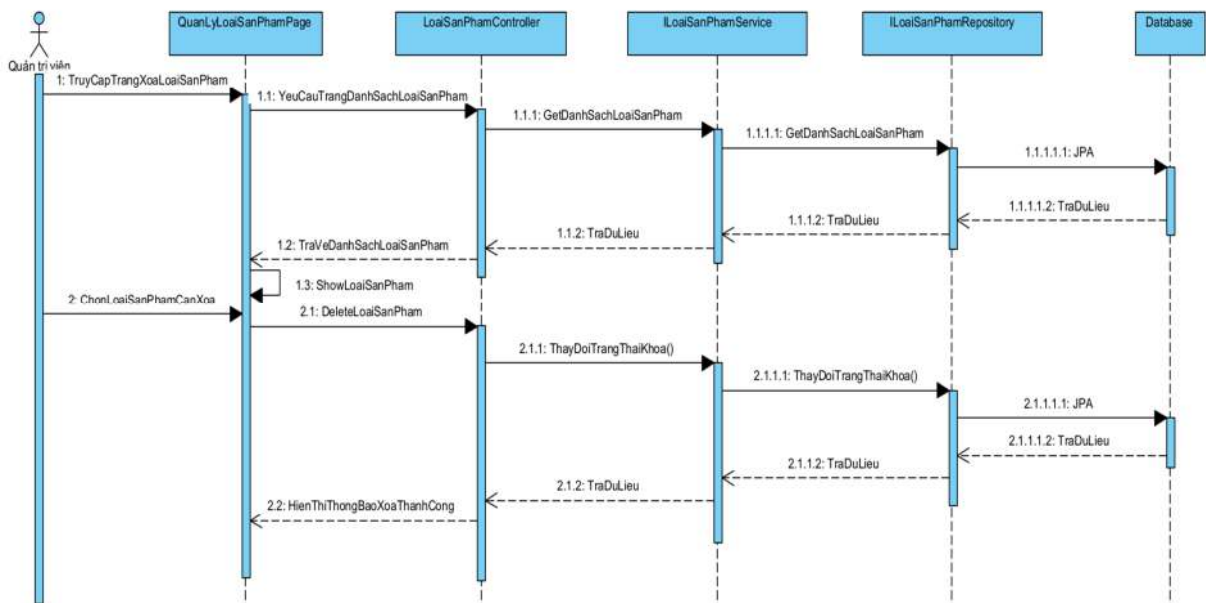 QuanLyLoaiSanPhamPage
LoaiSanPhamController
ILoaiSanPhamService
ILoaiSanPhamRepository
Database
Quản trị viên
1: TruyCapTrangXoaLoaiSanPham
1.1: YeuCauTrangDanhSachLoaiSanPham
1.1.1: GetDanhSachLoaiSanPham
1.1.1.1: GetDanhSachLoaiSanPham
1.1.1.1.1: JPA
1.1.1.1.2: TraDuLieu
1.1.1.2: TraDuLieu
1.1.2: TraDuLieu
1.2: TraVeDanhSachLoaiSanPham
1.3: ShowLoaiSanPham
2: ChonLoaiSanPhamCanXoa
2.1: DeleteLoaiSanPham
2.1.1: ThayDoiTrangThaiKhoa()
2.1.1.1: ThayDoiTrangThaiKhoa()
2.1.1.1.1: JPA
2.1.1.1.2: TraDuLieu
2.1.1.2: TraDuLieu
2.1.2: TraDuLieu
2.2: HienThiThongBaoXoaThanhCong